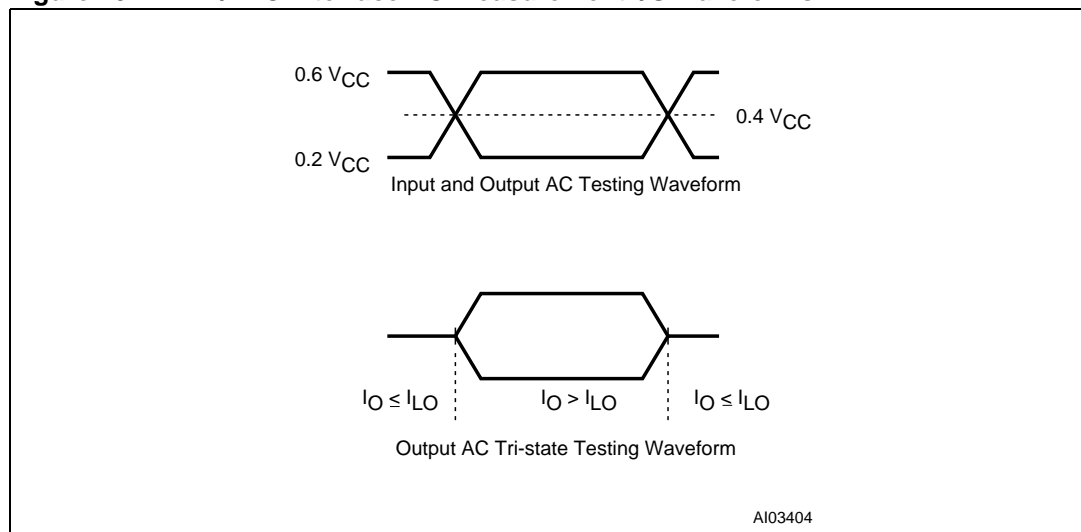 0.6 VCC
0.4 VCC
0.2 VCC
Input and Output AC Testing Waveform
IO ≤ ILO IO > ILO IO ≤ ILO
Output AC Tri-state Testing Waveform
AI03404